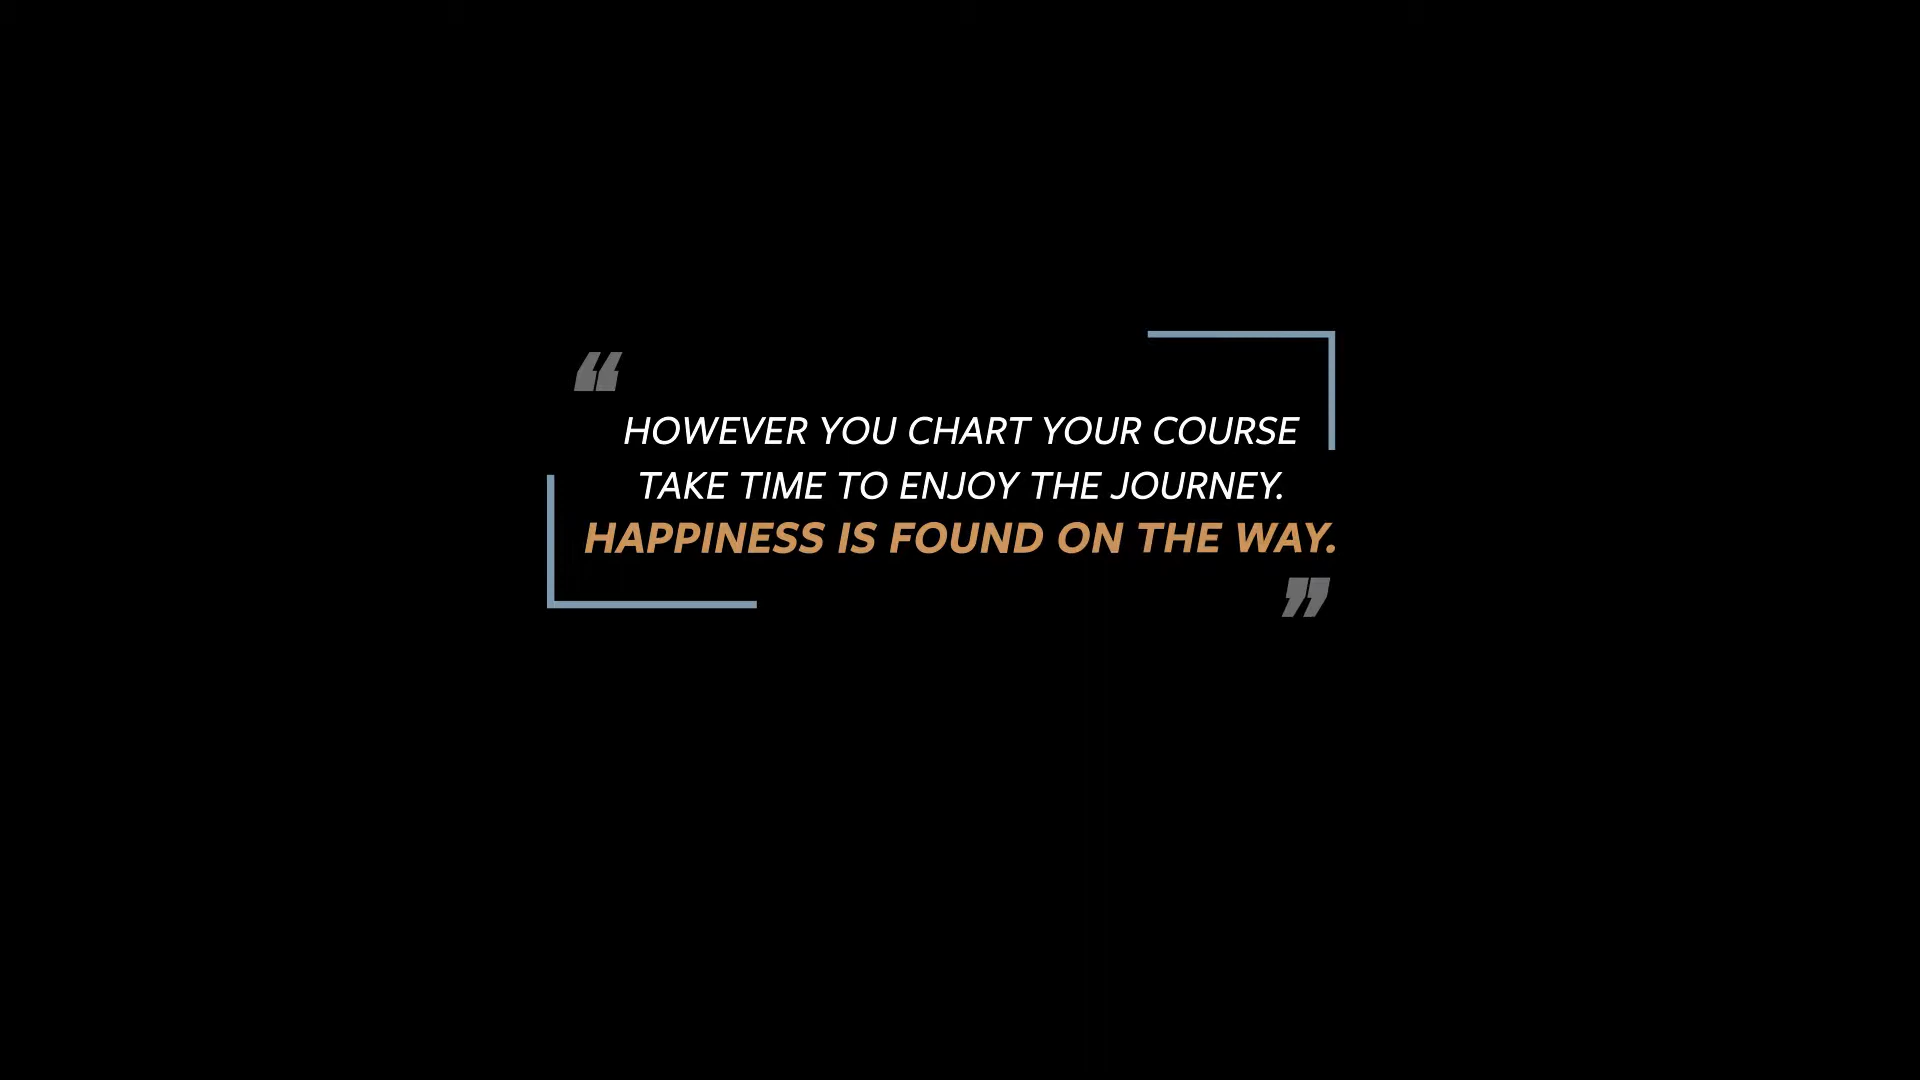 “
HOWEVER YOU CHART YOUR COURSE
TAKE TIME TO ENJOY THE JOURNEY.
HAPPINESS IS FOUND ON THE WAY.
”